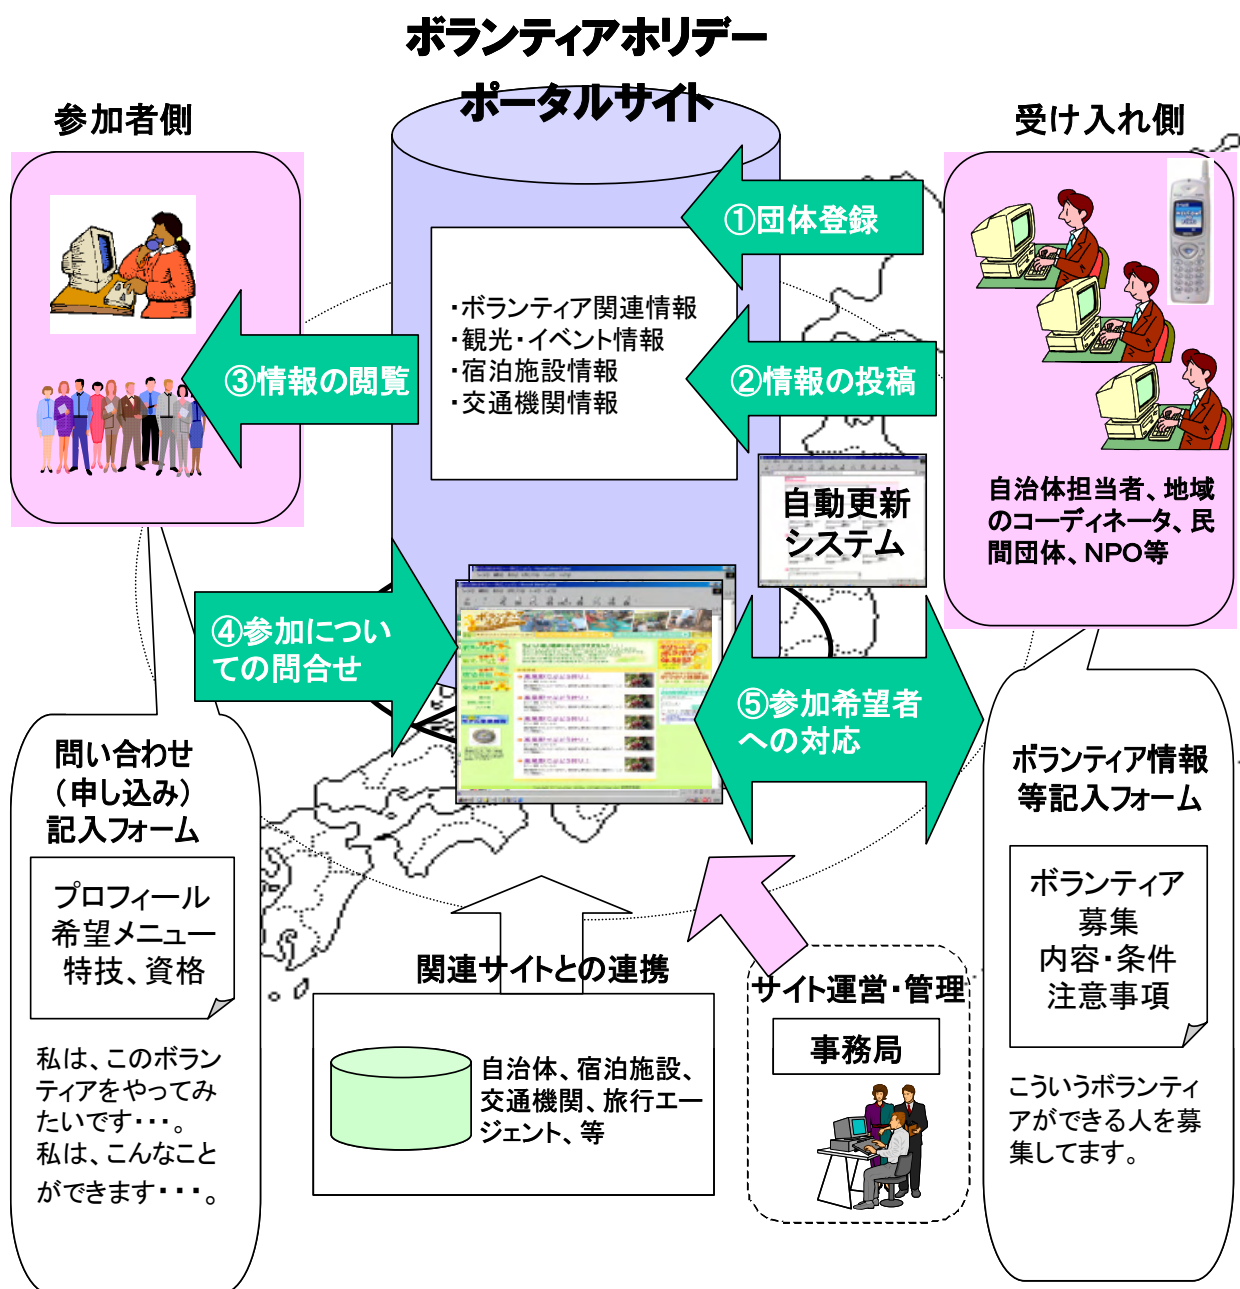 ボランティアホリデー
ポータルサイト
参加者側
受け入れ側
①団体登録
・ボランティア関連情報
・観光・イベント情報
・宿泊施設情報
・交通機関情報
②情報の投稿
③情報の閲覧
自動更新
システム
自治体担当者、地域
のコーディネータ、民
間団体、NPO等
④参加につい
ての問合せ
⑤参加希望者
への対応
問い合わせ
（申し込み）
記入フォーム
プロフィール
希望メニュー
特技、資格
私は、このボラン
ティアをやってみ
たいです・・・。
私は、こんなこと
ができます・・・。
関連サイトとの連携
自治体、宿泊施設、
交通機関、旅行エー
ジェント、等
サイト運営・管理
事務局
ボランティア情報
等記入フォーム
ボランティア
募集
内容・条件
注意事項
こういうボランティ
アができる人を募
集してます。